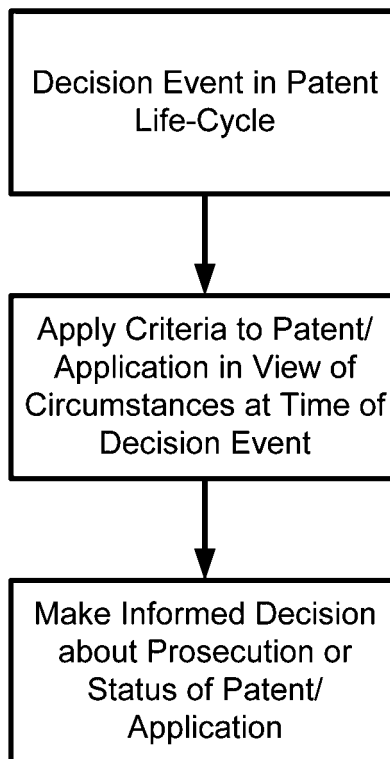 Decision Event in Patent
Life-Cycle
Apply Criteria to Patent/
Application in View of
Circumstances at Time of
Decision Event
Make Informed Decision
about Prosecution or
Status of Patent/
Application